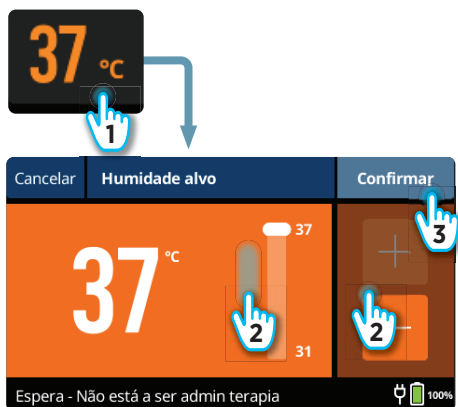 37 °C
1
Cancelar Humidade alvo Confirmar
3
37 °C
37
2
2
31
Espera - Não está a ser admin terapia 100%